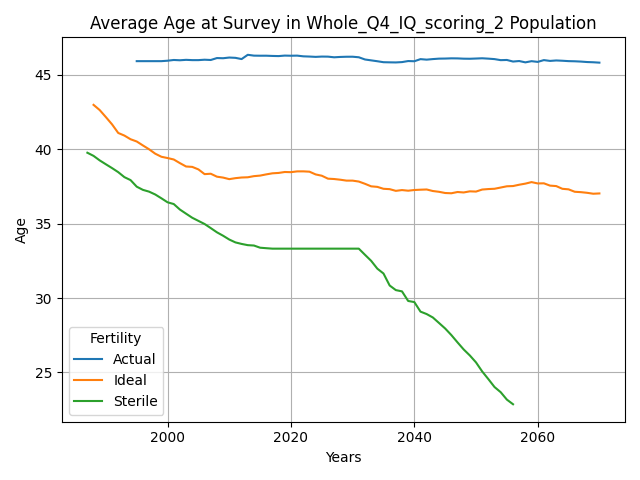 Average Age at Survey in Whole_Q4_IQ_scoring_2 Population
45
40
35
30
25
Age
Fertility
Actual
Ideal
Sterile
2000
2020
2040
2060
Years